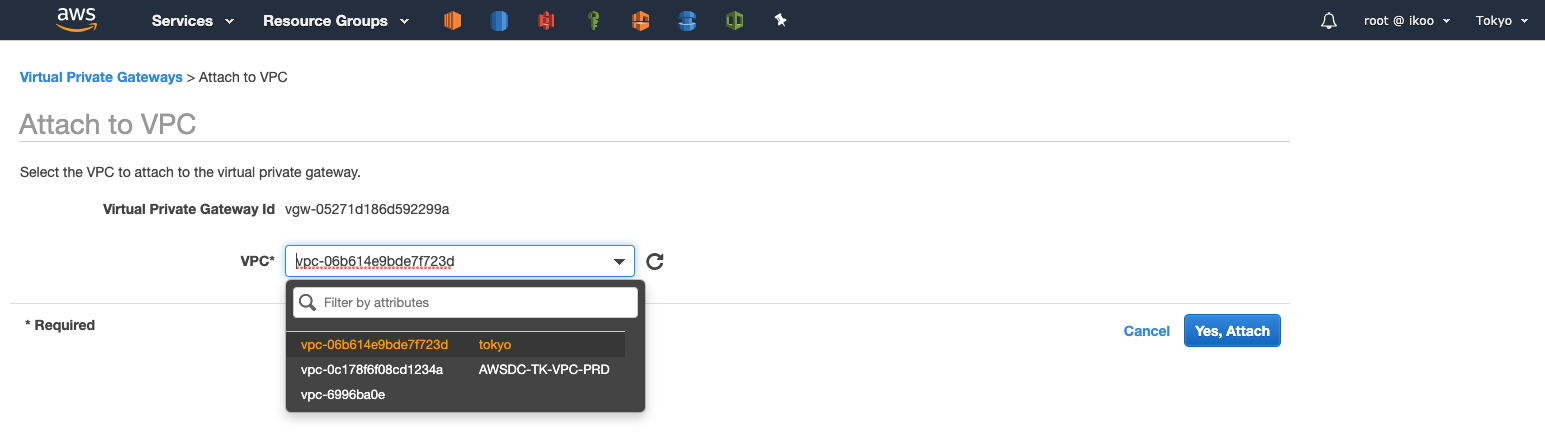 aws Services Resource Groups root @ ikoo Tokyo
Virtual Private Gateways > Attach to VPC
Attach to VPC
Select the VPC to attach to the virtual private gateway.
Virtual Private Gateway Id vgw-05271d186d592299a
VPC* vpc-06b614e9bde7f723d
Filter by attributes
* Required Cancel Yes, Attach
vpc-06b614e9bde7f723d tokyo
vpc-0c178f6f08cd1234a AWSDC-TK-VPC-PRD
vpc-6996ba0e